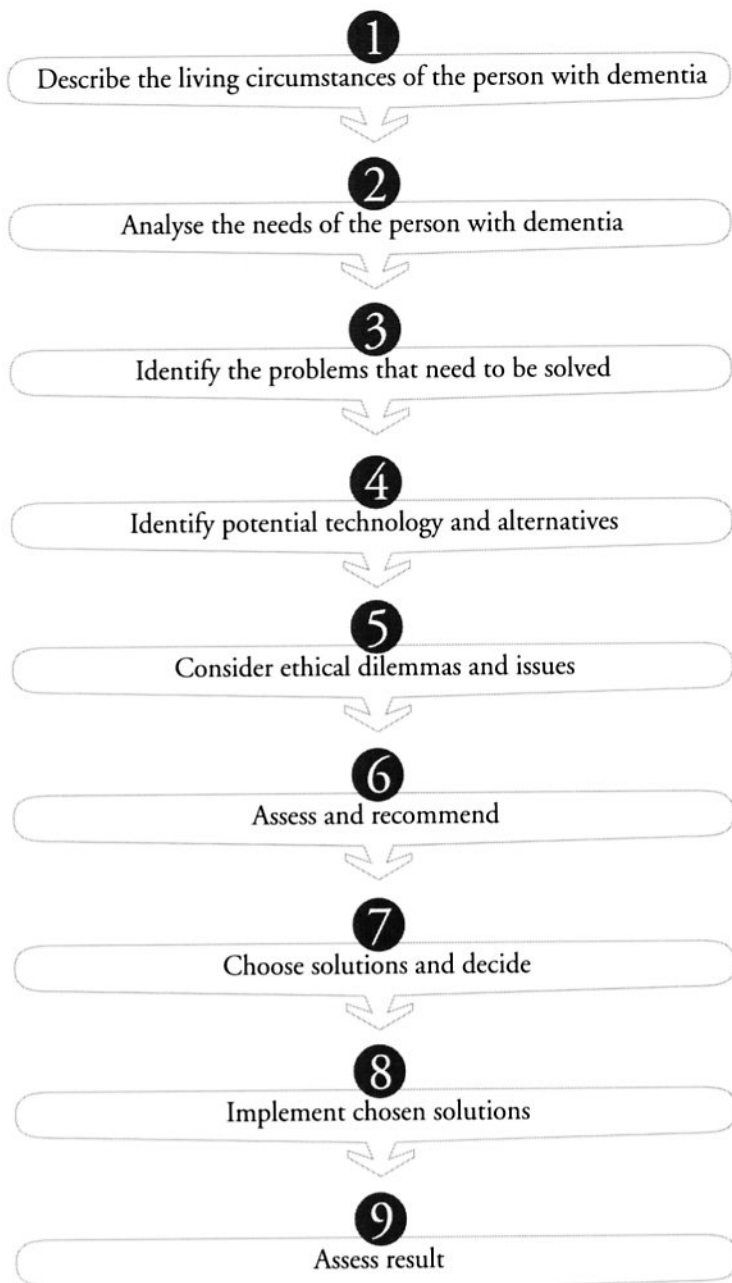 1
Describe the living circumstances of the person with dementia
2
Analyse the needs of the person with dementia
3
Identify the problems that need to be solved
4
Identify potential technology and alternatives
5
Consider ethical dilemmas and issues
6
Assess and recommend
7
Choose solutions and decide
8
Implement chosen solutions
9
Assess result